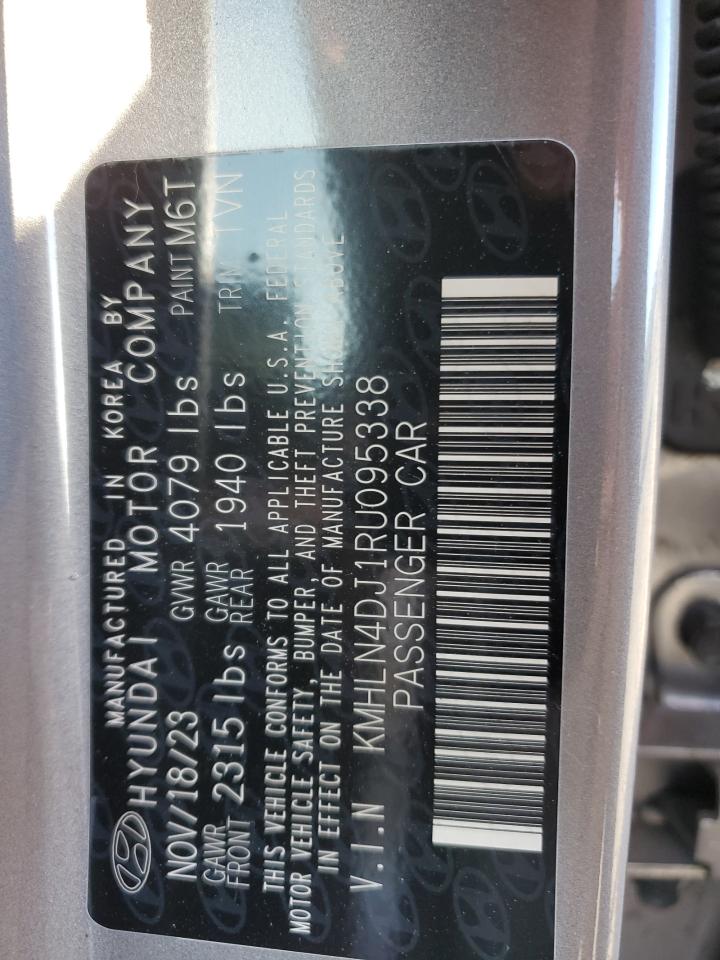 MANUFACTURED IN KOREA BY
HYUNDAI MOTOR COMPANY
NOV/18/23 GVWR 4079 lbs PAINT M6T
GAWR FRONT 2315 lbs GAWR REAR 1940 lbs TRIM TVN
THIS VEHICLE CONFORMS TO ALL APPLICABLE U.S.A. FEDERAL
MOTOR VEHICLE SAFETY, BUMPER, AND THEFT PREVENTION STANDARDS
IN EFFECT ON THE DATE OF MANUFACTURE SHOWN ABOVE
V.I.N KMHLN4DJ1RU095338
PASSENGER CAR